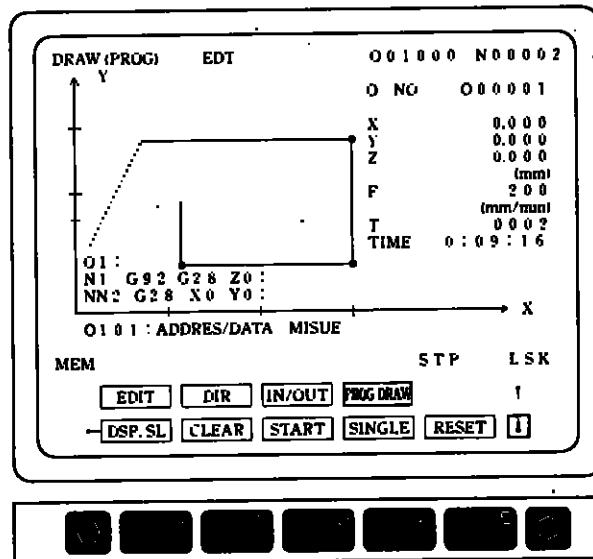 DRAW (PROG) EDT O01000 N00002
Y
O NO O00001
X 0.000
Y 0.000
Z 0.000
(mm)
F 200
(mm/mun)
T 0002
TIME 0:09:16
O1:
N1 G92 G28 Z0:
NN2 G28 X0 Y0:
X
O101: ADDRES/DATA MISUE
MEM STP LSK
EDIT DIR IN/OUT PROG DRAW
DSP. SL CLEAR START SINGLE RESET